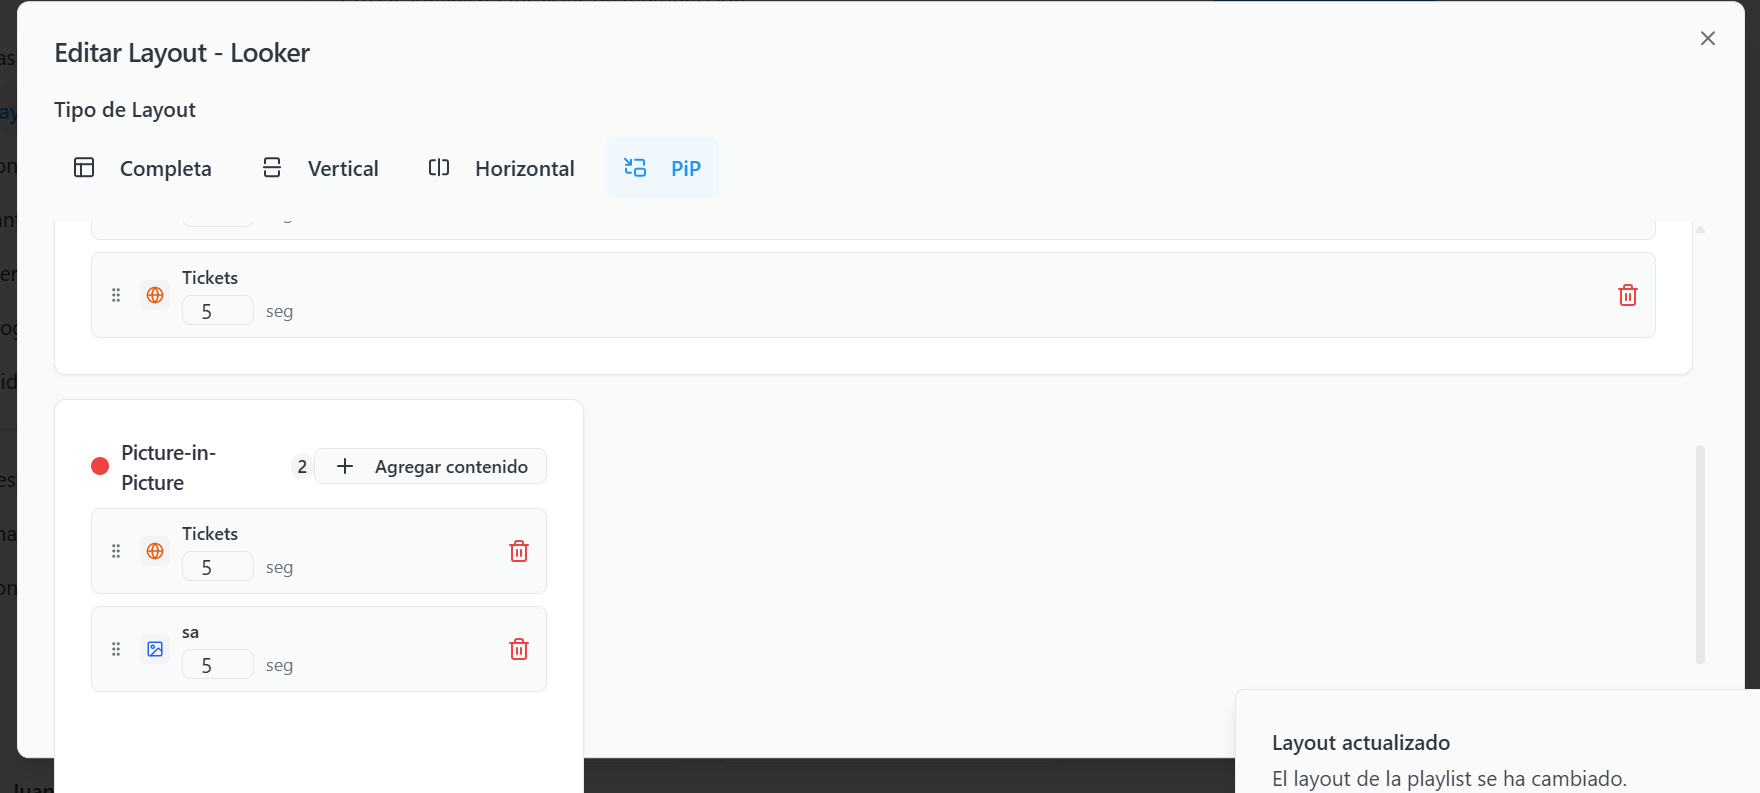 Editar Layout - Looker
Tipo de Layout
Completa
Vertical
Horizontal
PiP
Tickets
5 seg
Picture-in-
Picture
2
Agregar contenido
Tickets
5 seg
sa
5 seg
Layout actualizado
El layout de la playlist se ha cambiado.